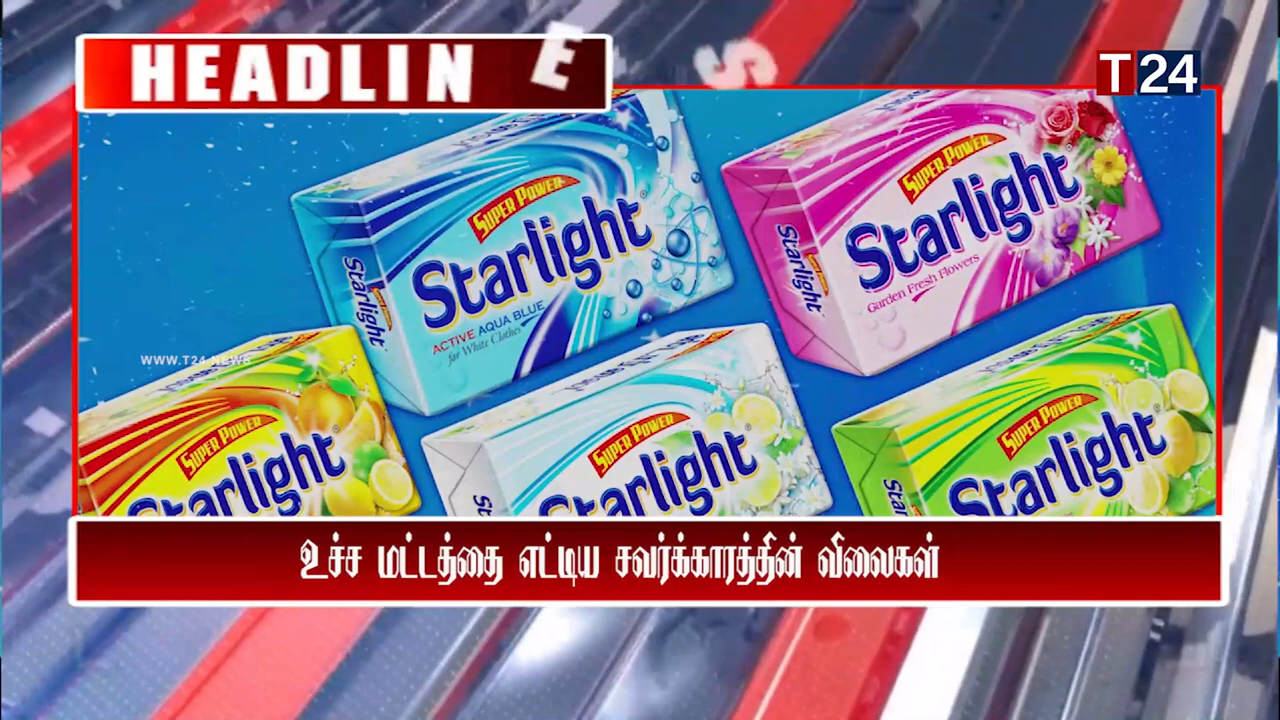 HEADLINES
T24
SUPER POWER
Starlight
ACTIVE AQUA BLUE
for White Clothes
Starlight
SUPER POWER
Starlight
Garden Fresh Flowers
Starlight
WWW.T24.NEWS
SUPER POWER
Starlight
SUPER POWER
Starlight
SUPER POWER
Starlight
உச்ச மட்டத்தை எட்டிய சவர்க்காரத்தின் விலைகள்